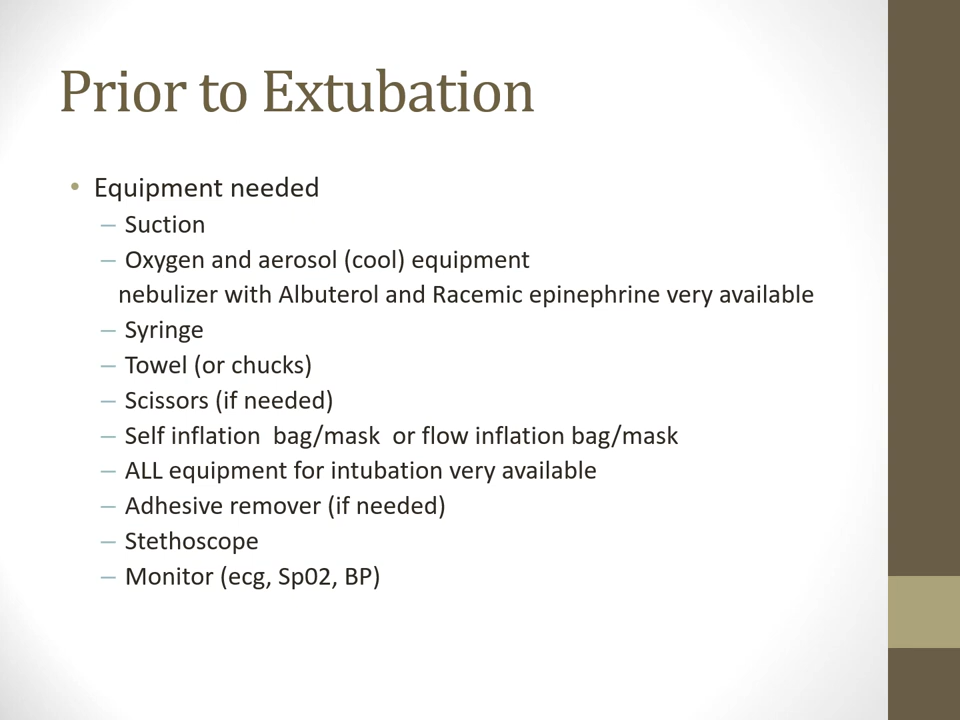 Prior to Extubation
• Equipment needed
– Suction
– Oxygen and aerosol (cool) equipment
nebulizer with Albuterol and Racemic epinephrine very available
– Syringe
– Towel (or chucks)
– Scissors (if needed)
– Self inflation  bag/mask  or flow inflation bag/mask
– ALL equipment for intubation very available
– Adhesive remover (if needed)
– Stethoscope
– Monitor (ecg, Sp02, BP)